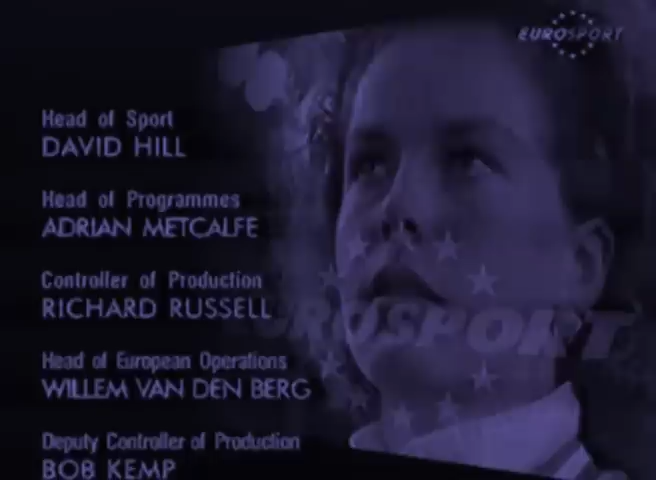 EUROSPORT
Head of Sport
DAVID HILL
Head of Programmes
ADRIAN METCALFE
Controller of Production
RICHARD RUSSELL
EUROSPORT
Head of European Operations
WILLEM VAN DEN BERG
Deputy Controller of Production
BOB KEMP